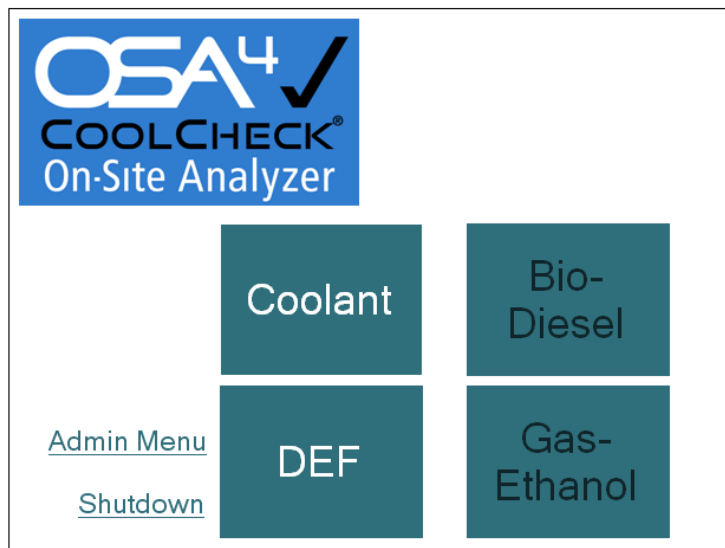 OSA4
COOLCHECK®
On-Site Analyzer
Coolant
Bio-
Diesel
Admin Menu
DEF
Gas-
Ethanol
Shutdown